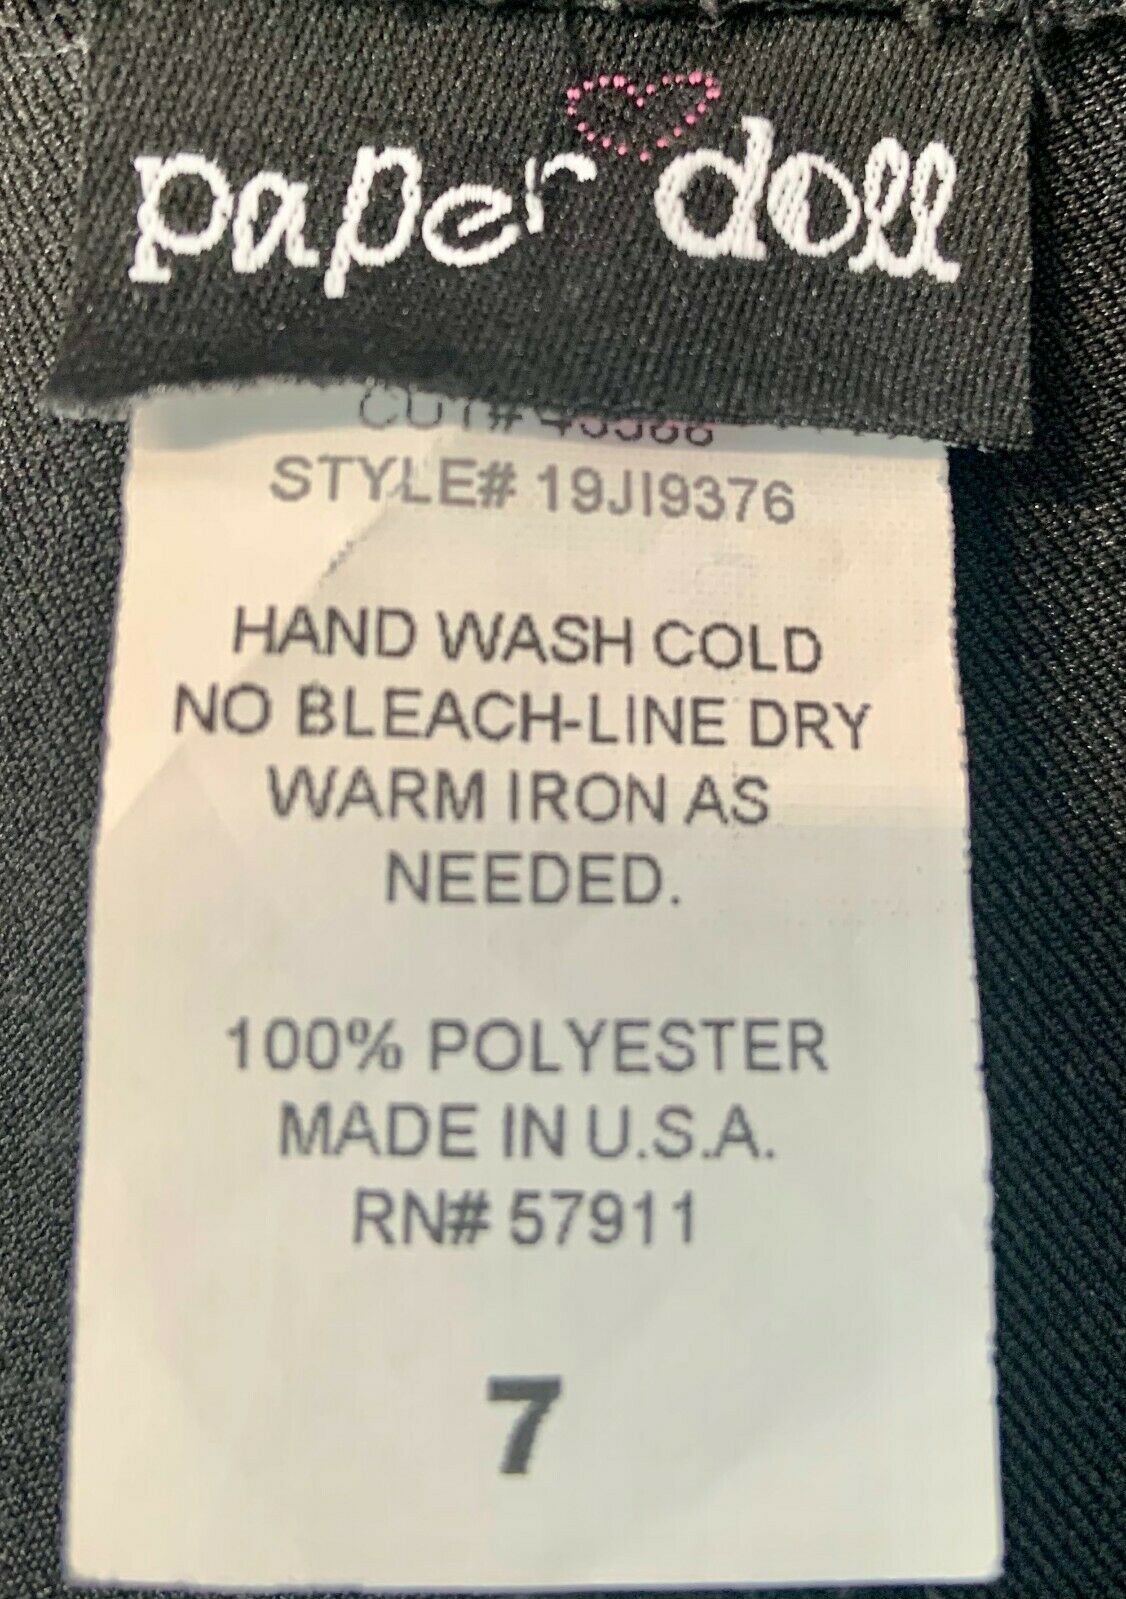 paper doll
CUT#
STYLE# 19JI9376
HAND WASH COLD
NO BLEACH-LINE DRY
WARM IRON AS
NEEDED.
100% POLYESTER
MADE IN U.S.A.
RN# 57911
7